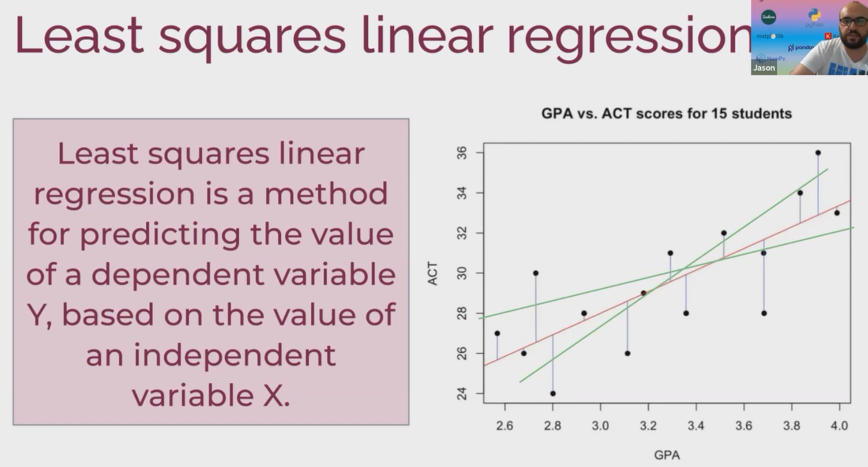 Least squares linear regression
Jason
Least squares linear
regression is a method
for predicting the value
of a dependent variable
Y, based on the value of
an independent
variable X.
GPA vs. ACT scores for 15 students
ACT
36
34
32
30
28
26
24
2.6 2.8 3.0 3.2 3.4 3.6 3.8 4.0
GPA